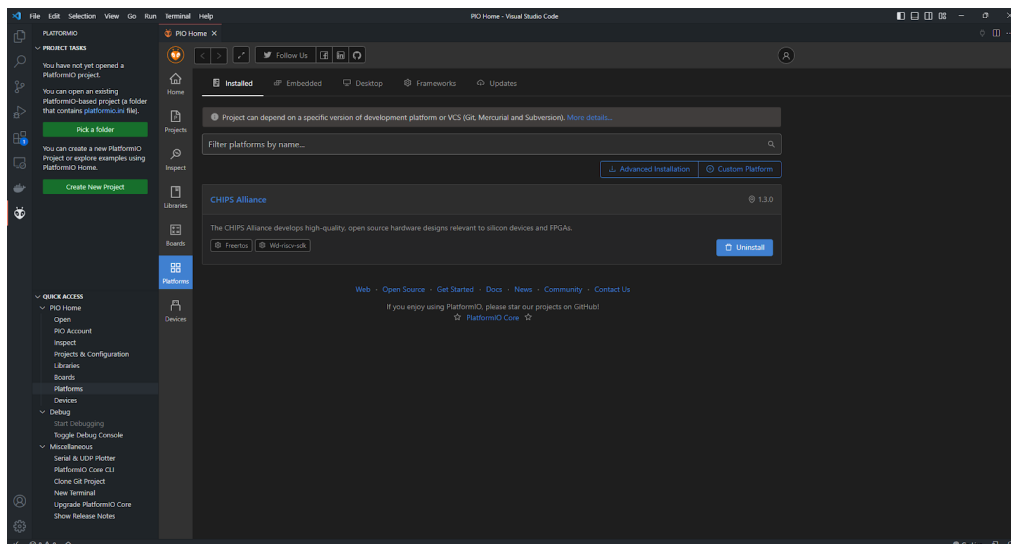 File Edit Selection View Go Run Terminal Help
PIO Home - Visual Studio Code
PLATFORMIO
PIO Home
PROJECT TASKS
You have not yet opened a
PlatformIO project.
You can open an existing
PlatformIO-based project (a folder
that contains platformio.ini file).
Pick a folder
You can create a new PlatformIO
Project or explore examples using
PlatformIO Home.
Create New Project
QUICK ACCESS
PIO Home
Open
PIO Account
Inspect
Projects & Configuration
Libraries
Boards
Platforms
Devices
Debug
Start Debugging
Toggle Debug Console
Miscellaneous
Serial & UDP Plotter
PlatformIO Core CLI
Clone Git Project
New Terminal
Upgrade PlatformIO Core
Show Release Notes
1
Home
Projects
Inspect
Libraries
Boards
Platforms
Devices
Follow Us
Installed Embedded Desktop Frameworks Updates
Project can depend on a specific version of development platform or VCS (Git, Mercurial and Subversion). More details...
Filter platforms by name...
Advanced Installation Custom Platform
CHIPS Alliance 1.3.0
The CHIPS Alliance develops high-quality, open source hardware designs relevant to silicon devices and FPGAs.
Freertos Wd-riscv-sdk
Uninstall
Web · Open Source · Get Started · Docs · News · Community · Contact Us
If you enjoy using PlatformIO, please star our projects on GitHub!
PlatformIO Core